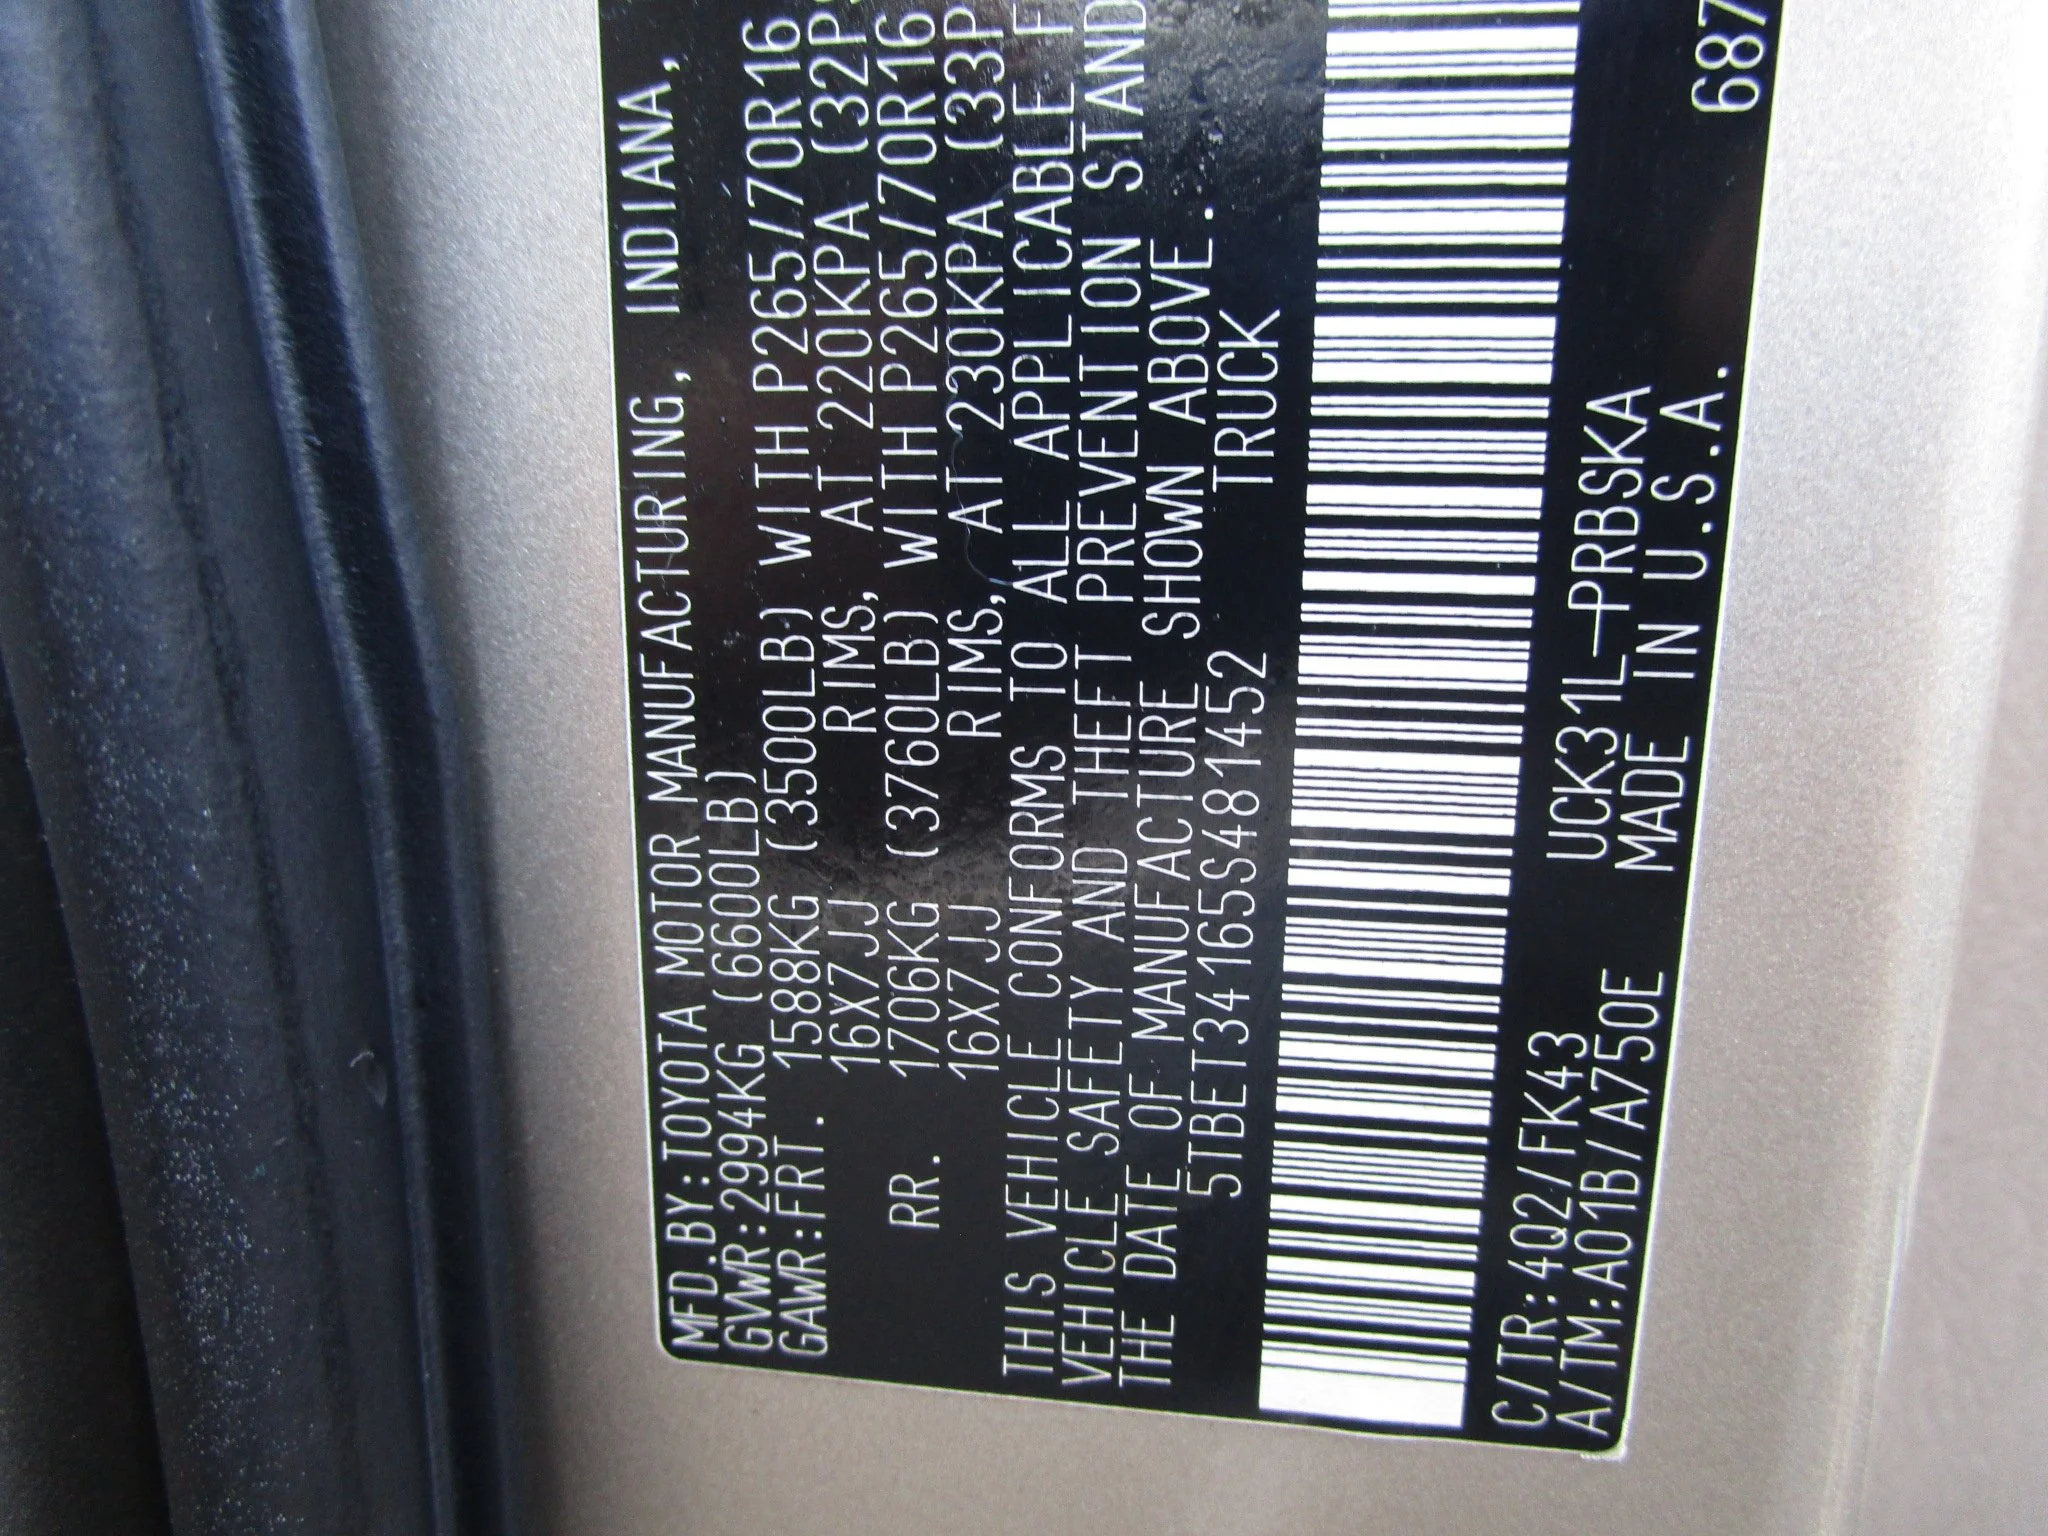 MFD.BY:TOYOTA MOTOR MANUFACTURING, INDIANA,
GVWR:2994KG (6600LB)
GAWR:FRT. 1588KG (3500LB) WITH P265/70R16
16X7JJ RIMS, AT 220KPA (32PS
RR. 1706KG (3760LB) WITH P265/70R16
16X7JJ RIMS, AT 230KPA (33P
THIS VEHICLE CONFORMS TO ALL APPLICABLE F
VEHICLE SAFETY AND THEFT PREVENTION STAND
THE DATE OF MANUFACTURE SHOWN ABOVE.
5TBET34165S481452 TRUCK
C/TR:4Q2/FK43 UCK31L-PRBSKA
A/TM:A01B/A750E MADE IN U.S.A. 687